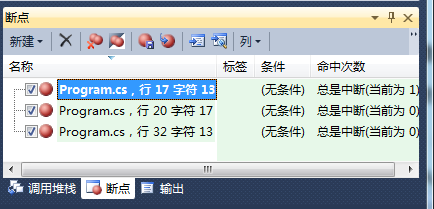 断点
新建 列
名称 标签 条件 命中次数
Program.cs，行 17 字符 13 (无条件) 总是中断(当前为 1)
Program.cs，行 20 字符 17 (无条件) 总是中断(当前为 0)
Program.cs，行 32 字符 13 (无条件) 总是中断(当前为 0)
调用堆栈 断点 输出